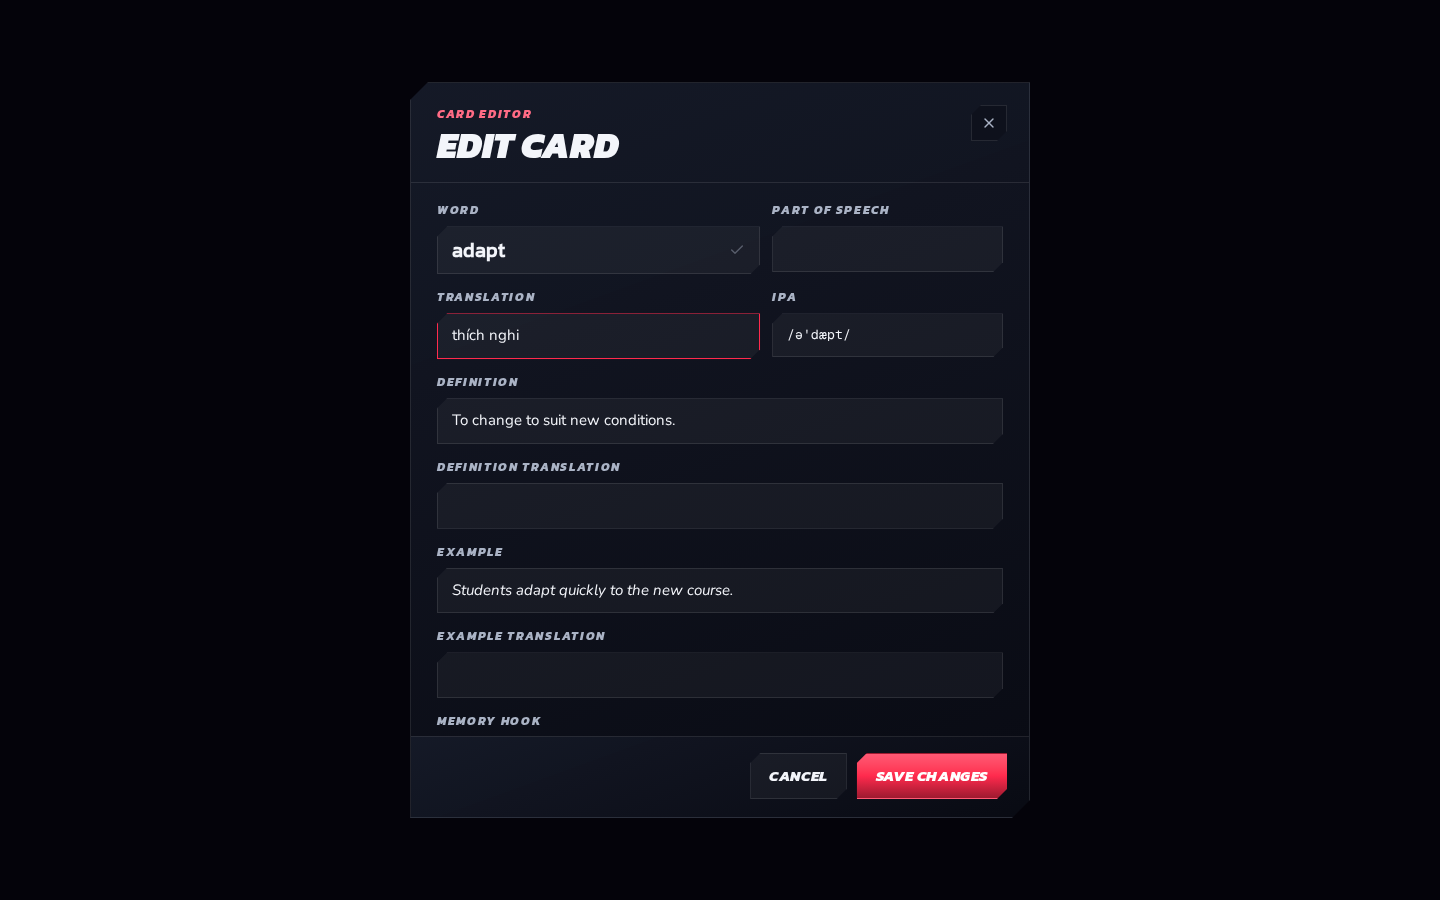 CARD EDITOR
EDIT CARD
WORD
PART OF SPEECH
adapt
TRANSLATION
IPA
thích nghi
/əˈdæpt/
DEFINITION
To change to suit new conditions.
DEFINITION TRANSLATION
EXAMPLE
Students adapt quickly to the new course.
EXAMPLE TRANSLATION
MEMORY HOOK
CANCEL
SAVE CHANGES